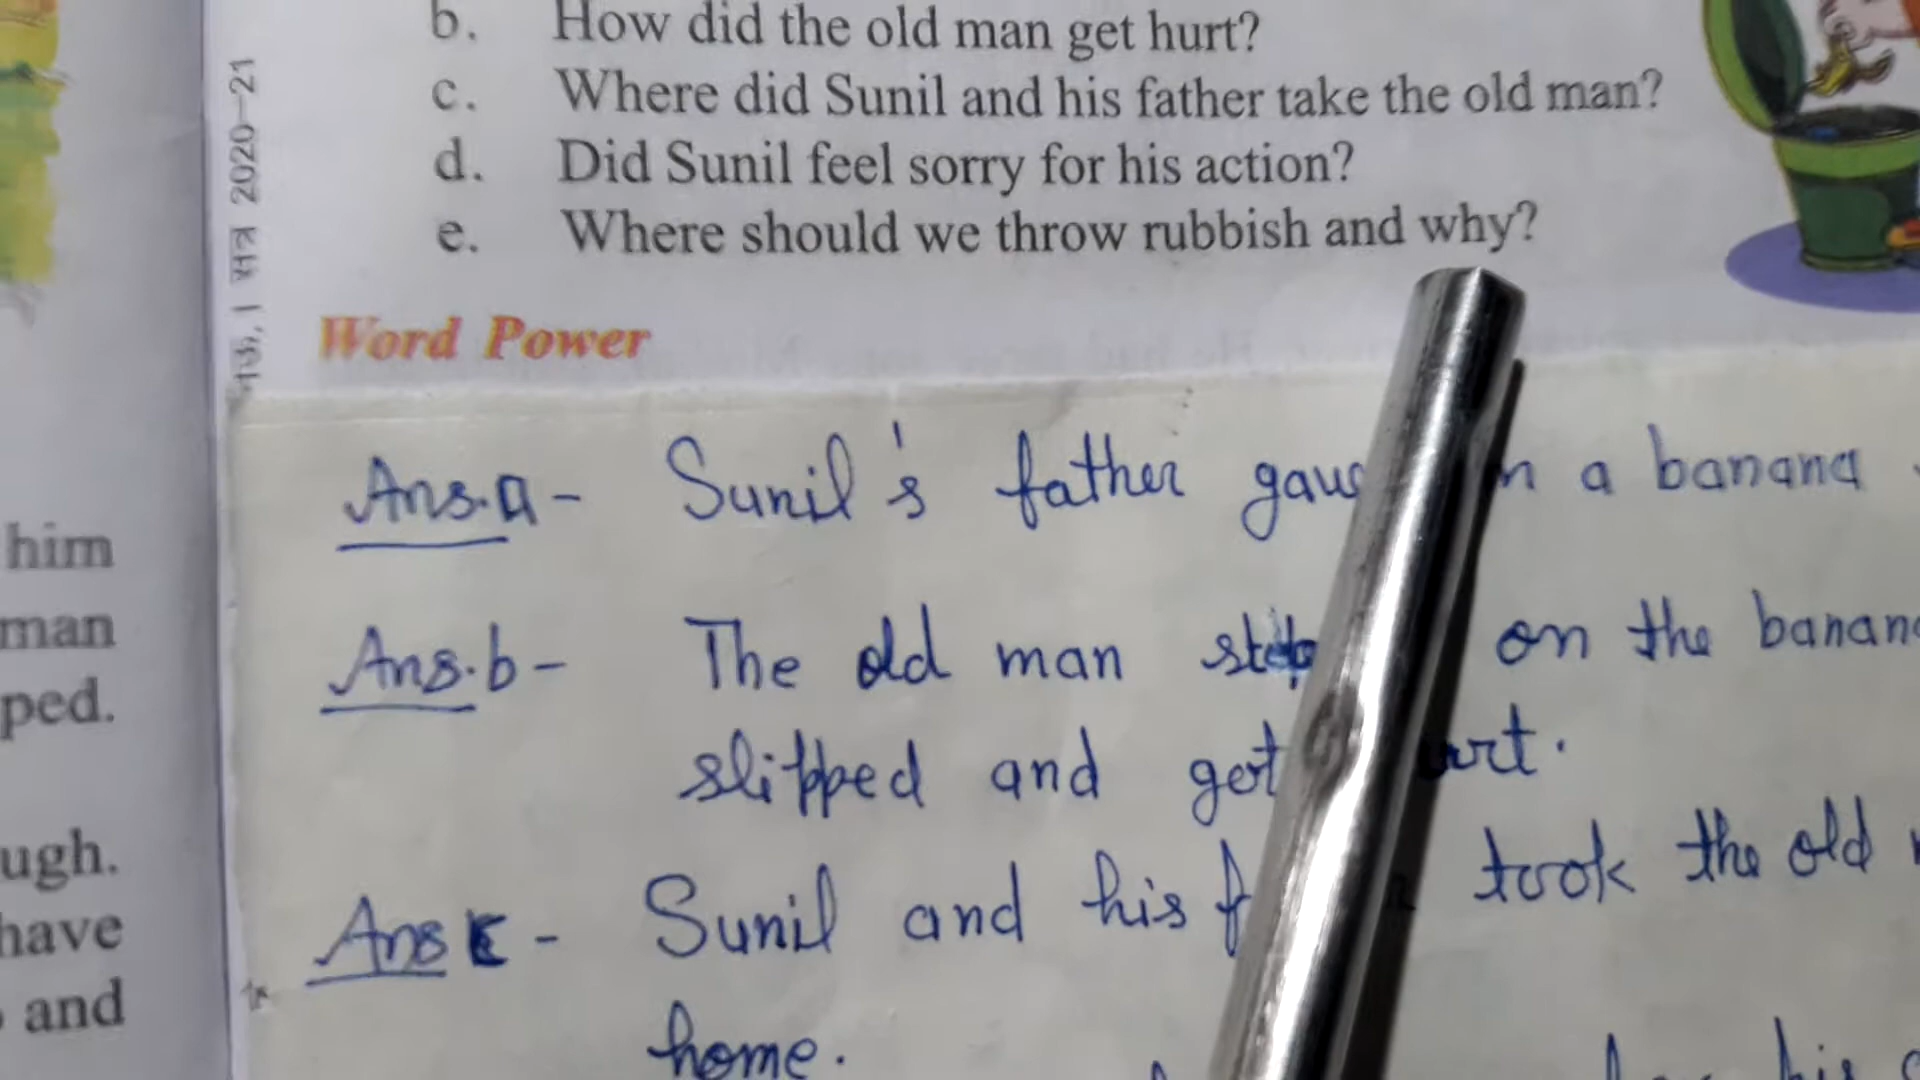 b. How did the old man get hurt?
c. Where did Sunil and his father take the old man?
d. Did Sunil feel sorry for his action?
e. Where should we throw rubbish and why?
Word Power
सत्र 2020-21
him
man
ped.
ugh.
have
and
Ans.a- Sunil's father a banana
Ans.b- The old man on the
slipped and got
Ans c - Sunil and his took the old
home.
his